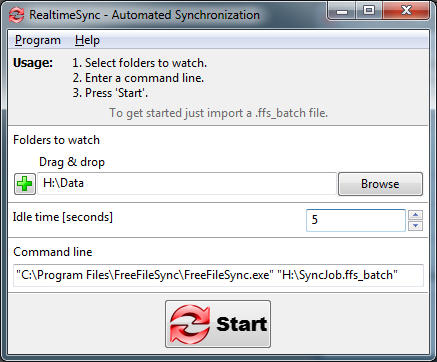 RealtimeSync - Automated Synchronization
Program Help
Usage: 1. Select folders to watch.
2. Enter a command line.
3. Press 'Start'.
To get started just import a .ffs_batch file.
Folders to watch
Drag & drop
H:\Data Browse
Idle time [seconds] 5
Command line
"C:\Program Files\FreeFileSync\FreeFileSync.exe" "H:\SyncJob.ffs_batch"
Start